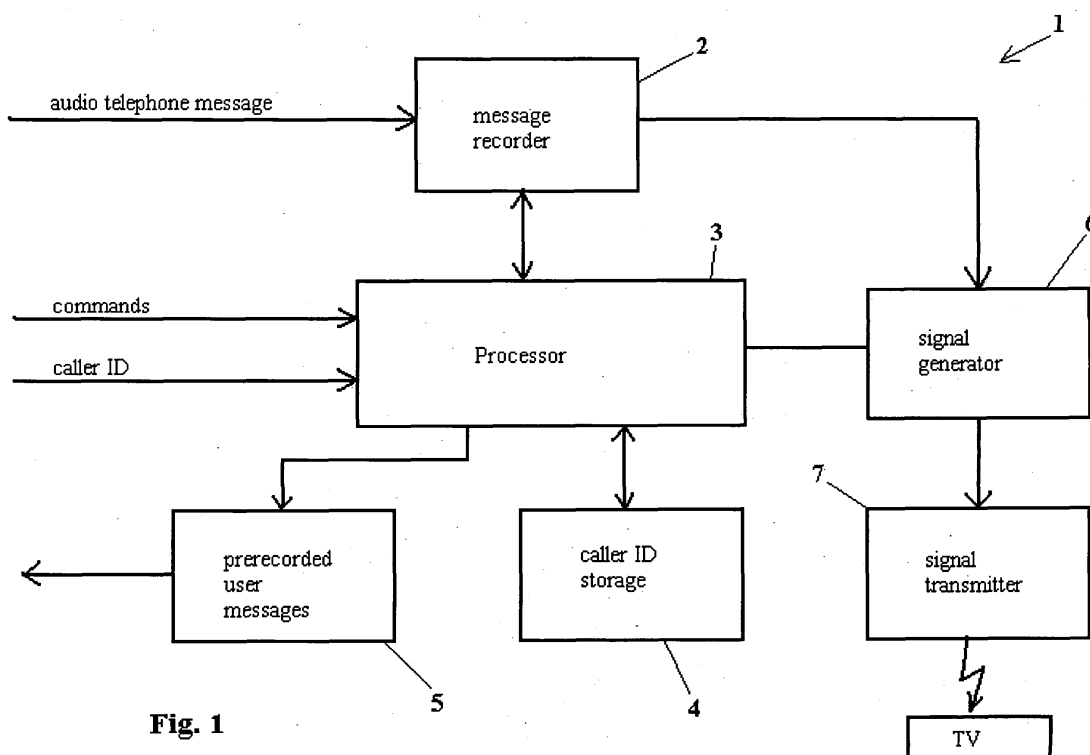 1
2
audio telephone message
message
recorder
3
6
commands
caller ID
Processor
signal
generator
7
prerecorded
user
messages
caller ID
storage
signal
transmitter
5
4
Fig. 1
TV